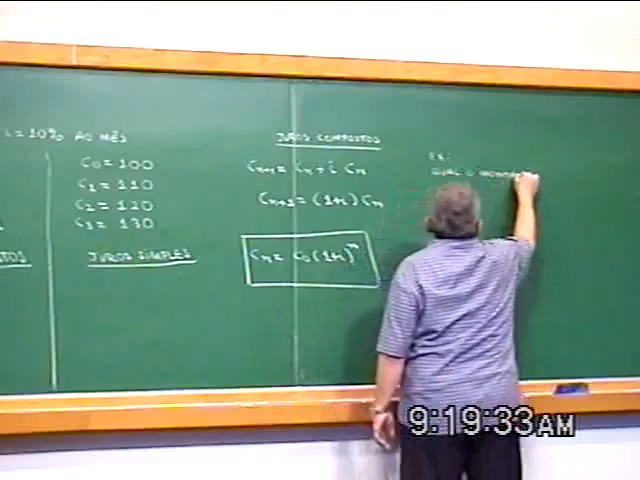 i = 10% AO MÊS
C0 = 100
C1 = 110
C2 = 120
C3 = 130
JUROS SIMPLES
JUROS COMPOSTOS
Cn+1 = Cn + i Cn
Cn+1 = (1+i) Cn
Cn = C0 (1+i)^n
EX:
QUAL O
9:19:33AM